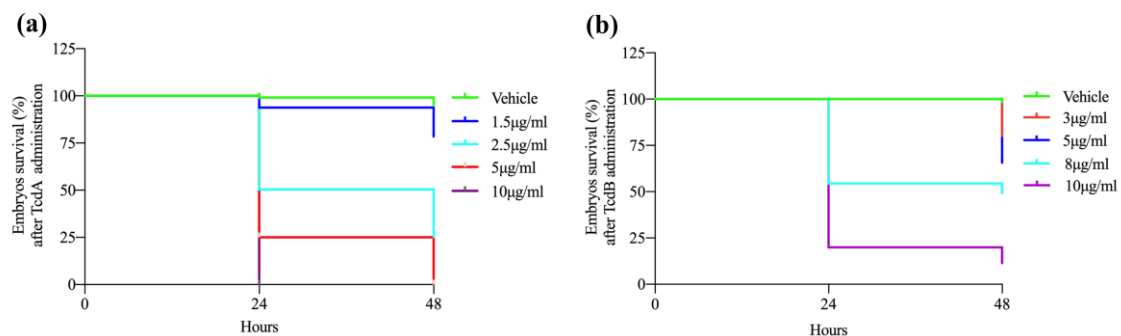 (a)
Embryos survival (%)
after TcdA administration
125
100
75
50
25
0
0
24
48
Hours
Vehicle
1.5µg/ml
2.5µg/ml
5µg/ml
10µg/ml
(b)
Embryos survival (%)
after TcdB administration
125
100
75
50
25
0
0
24
48
Hours
Vehicle
3µg/ml
5µg/ml
8µg/ml
10µg/ml